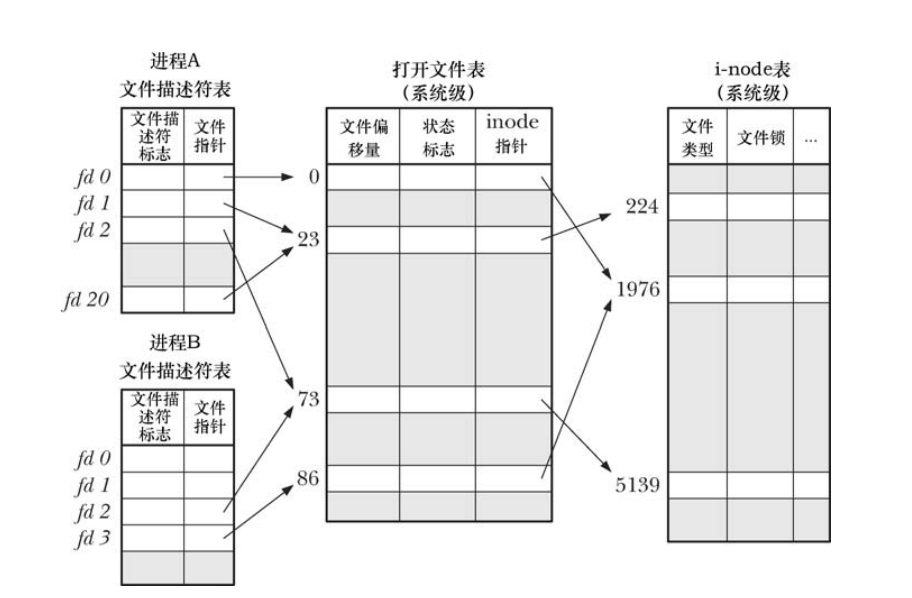 进程A
文件描述符表
文件描
述符
标志
文件
指针
fd 0
fd 1
fd 2
fd 20
进程B
文件描述符表
文件描
述符
标志
文件
指针
fd 0
fd 1
fd 2
fd 3
打开文件表
(系统级)
文件偏
移量
状态
标志
inode
指针
0
23
73
86
i-node表
(系统级)
文件
类型
文件锁
...
224
1976
5139